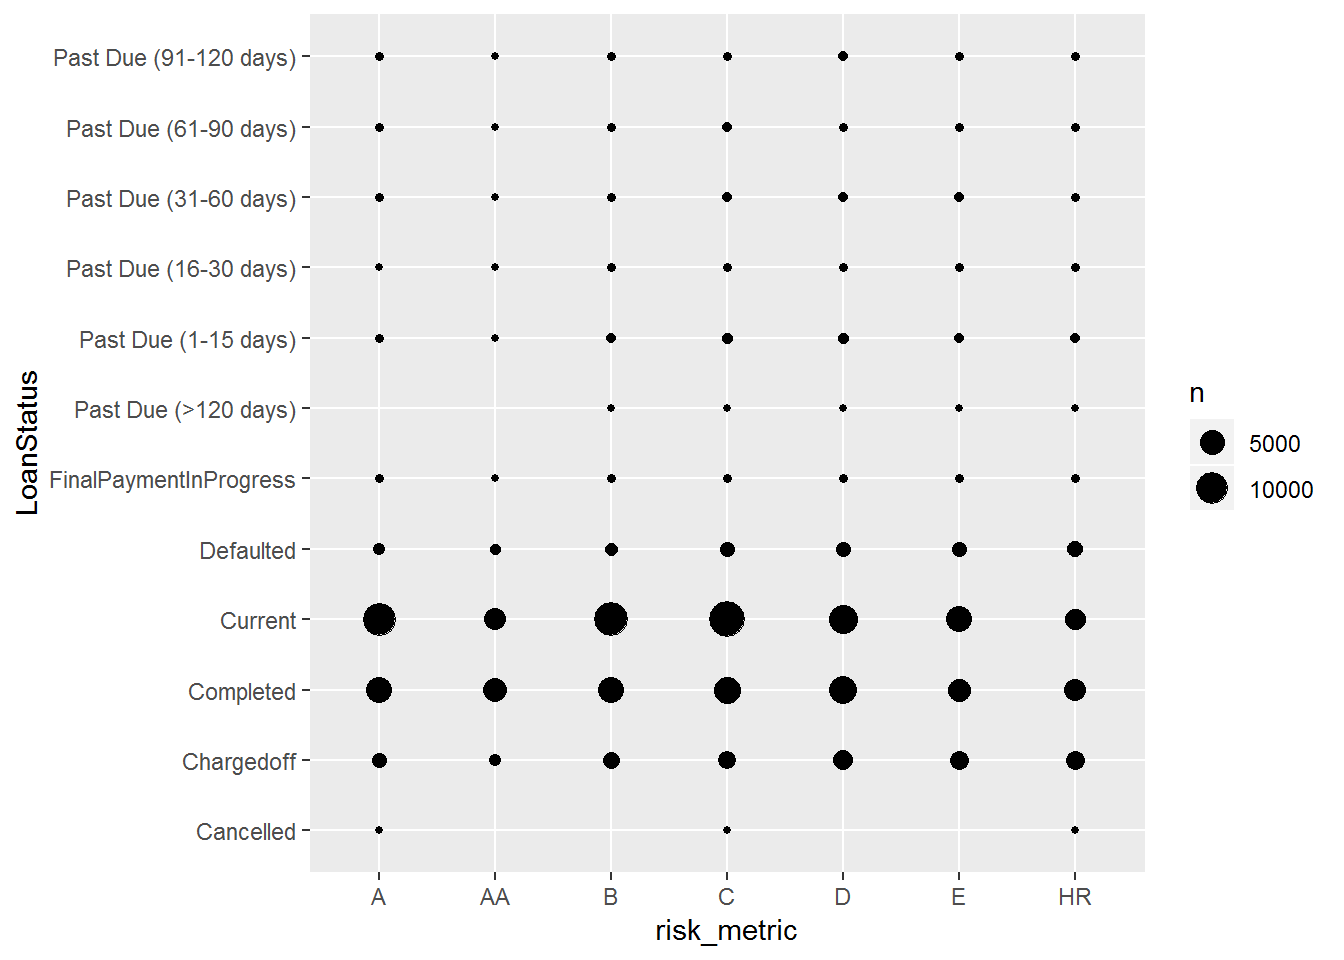 Past Due (91-120 days)
Past Due (61-90 days)
Past Due (31-60 days)
Past Due (16-30 days)
Past Due (1-15 days)
Past Due (>120 days)
FinalPaymentInProgress
Defaulted
Current
Completed
Chargedoff
Cancelled
LoanStatus
A AA B C D E HR
risk_metric
n
5000
10000